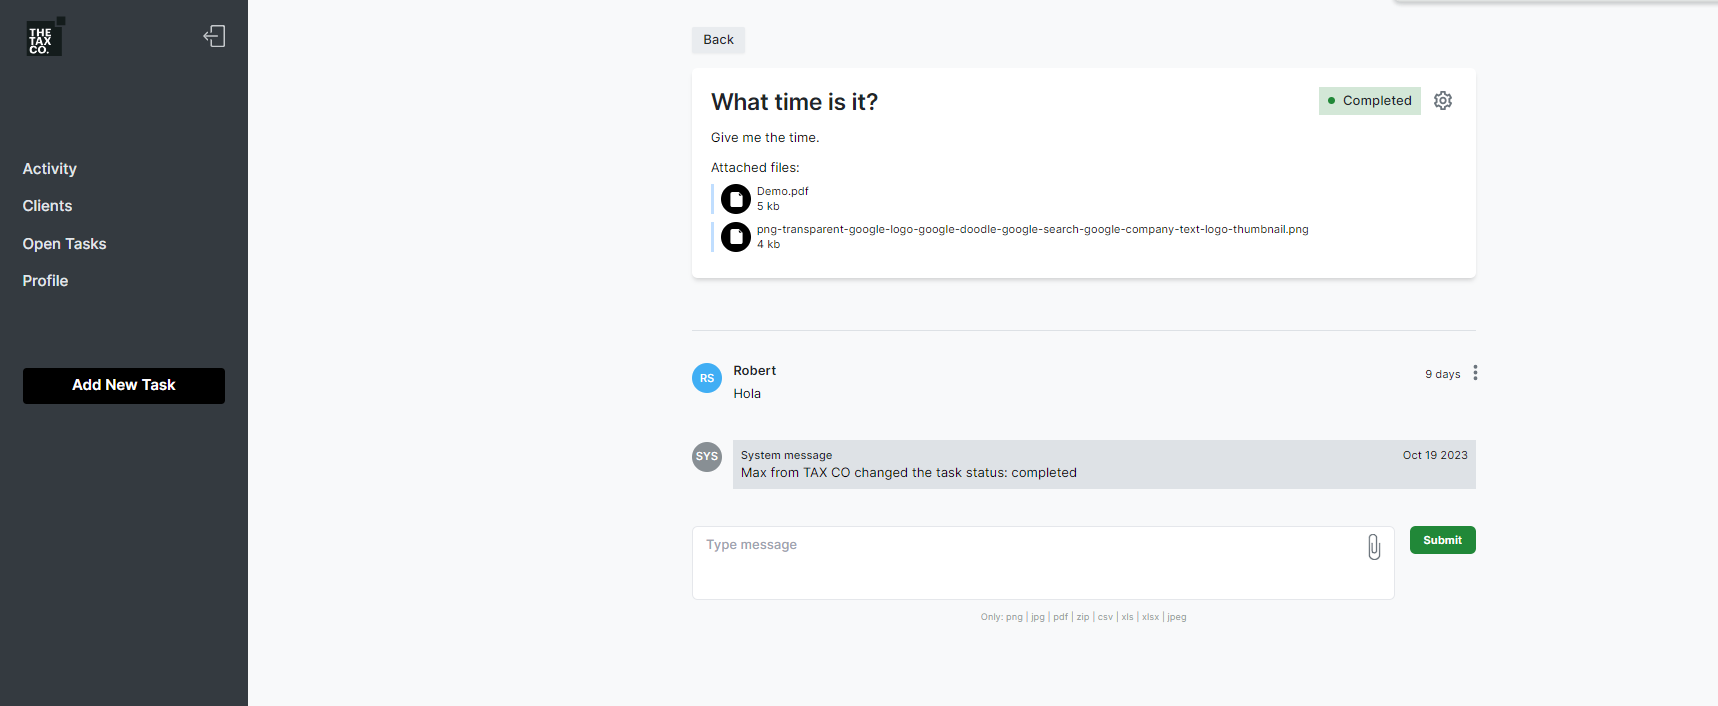 THE
TAX
CO.
Activity
Clients
Open Tasks
Profile
Add New Task
Back
What time is it?
Completed
Give me the time.
Attached files:
Demo.pdf
5 kb
png-transparent-google-logo-google-doodle-google-search-google-company-text-logo-thumbnail.png
4 kb
RS
Robert
9 days
Hola
SYS
System message
Oct 19 2023
Max from TAX CO changed the task status: completed
Type message
Submit
Only: png | jpg | pdf | zip | csv | xls | xlsx | jpeg